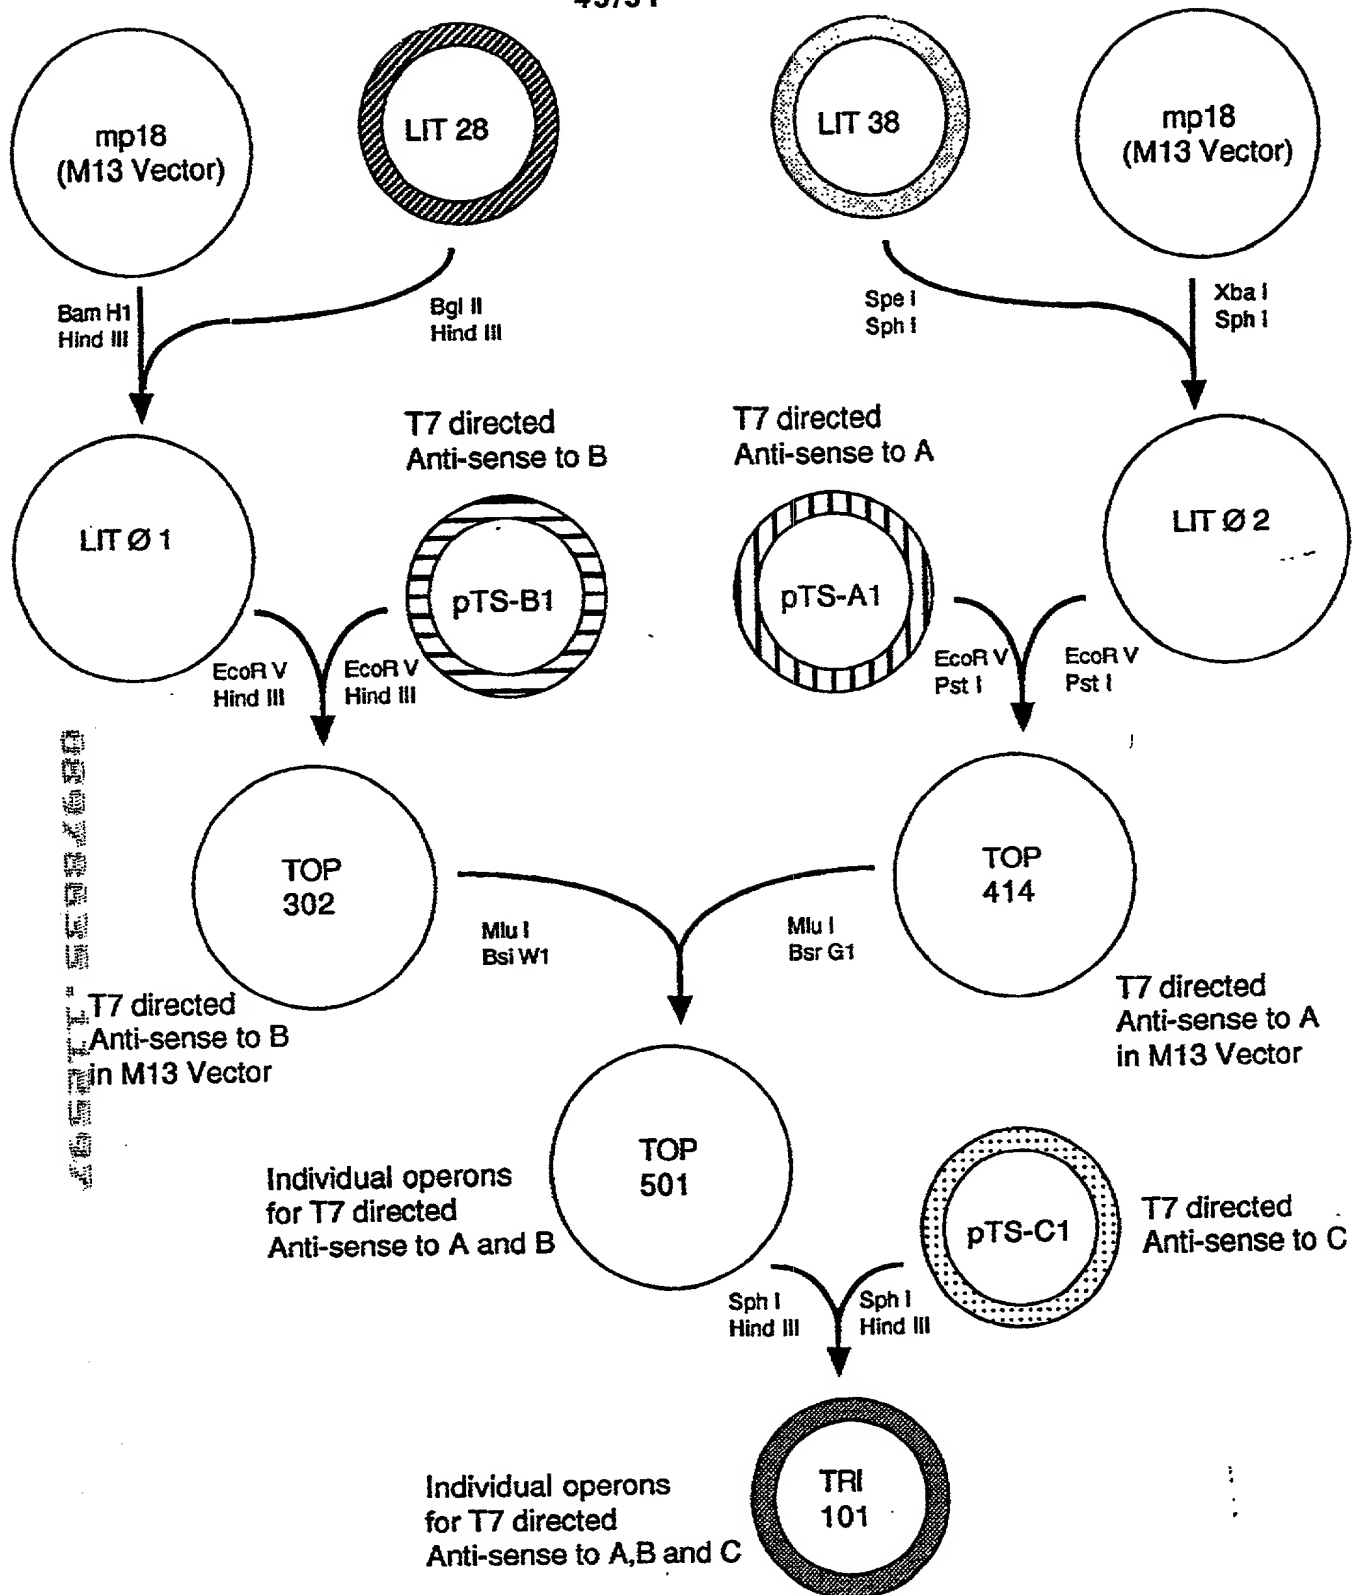 mp18
(M13 Vector)
LIT 28
LIT 38
mp18
(M13 Vector)
Bam H1
Hind III
Bgl II
Hind III
Spe I
Sph I
Xba I
Sph I
T7 directed
Anti-sense to B
T7 directed
Anti-sense to A
LIT Ø 1
pTS-B1
pTS-A1
LIT Ø 2
EcoR V
Hind III
EcoR V
Hind III
EcoR V
Pst I
EcoR V
Pst I
TOP
302
TOP
414
Mlu I
Bsi W1
Mlu I
Bsr G1
T7 directed
Anti-sense to B
in M13 Vector
T7 directed
Anti-sense to A
in M13 Vector
TOP
501
Individual operons
for T7 directed
Anti-sense to A and B
pTS-C1
T7 directed
Anti-sense to C
Sph I
Hind III
Sph I
Hind III
TRI
101
Individual operons
for T7 directed
Anti-sense to A,B and C